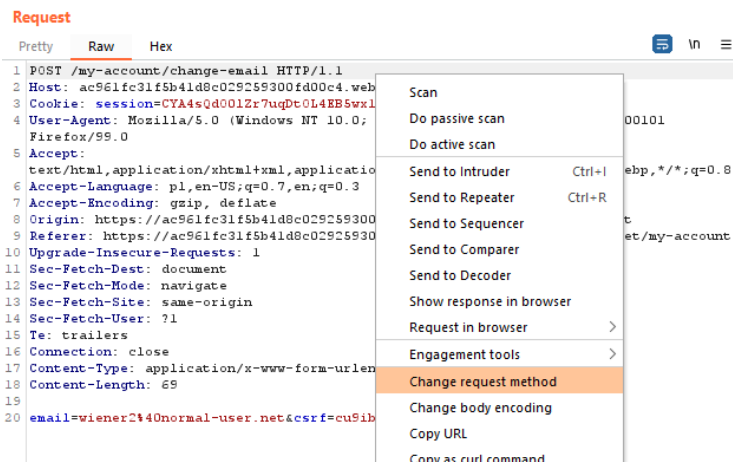 Request
Pretty Raw Hex \n
1 POST /my-account/change-email HTTP/1.1
2 Host: ac961fc31f5b41d8c029259300fd00c4.web
3 Cookie: session=CYA4sQd001Zr7uqDt0L4EB5wx1
4 User-Agent: Mozilla/5.0 (Windows NT 10.0; 00101
Firefox/99.0
5 Accept:
text/html,application/xhtml+xml,applicatio ebp,*/*;q=0.8
6 Accept-Language: pl,en-US;q=0.7,en;q=0.3
7 Accept-Encoding: gzip, deflate
8 Origin: https://ac961fc31f5b41d8c029259300 t
9 Referer: https://ac961fc31f5b41d8c02925930 et/my-account
10 Upgrade-Insecure-Requests: 1
11 Sec-Fetch-Dest: document
12 Sec-Fetch-Mode: navigate
13 Sec-Fetch-Site: same-origin
14 Sec-Fetch-User: ?1
15 Te: trailers
16 Connection: close
17 Content-Type: application/x-www-form-urlen
18 Content-Length: 69
19
20 email=wiener2%40normal-user.net&csrf=cu9ib
Scan
Do passive scan
Do active scan
Send to Intruder Ctrl+I
Send to Repeater Ctrl+R
Send to Sequencer
Send to Comparer
Send to Decoder
Show response in browser
Request in browser >
Engagement tools >
Change request method
Change body encoding
Copy URL
Copy as curl command